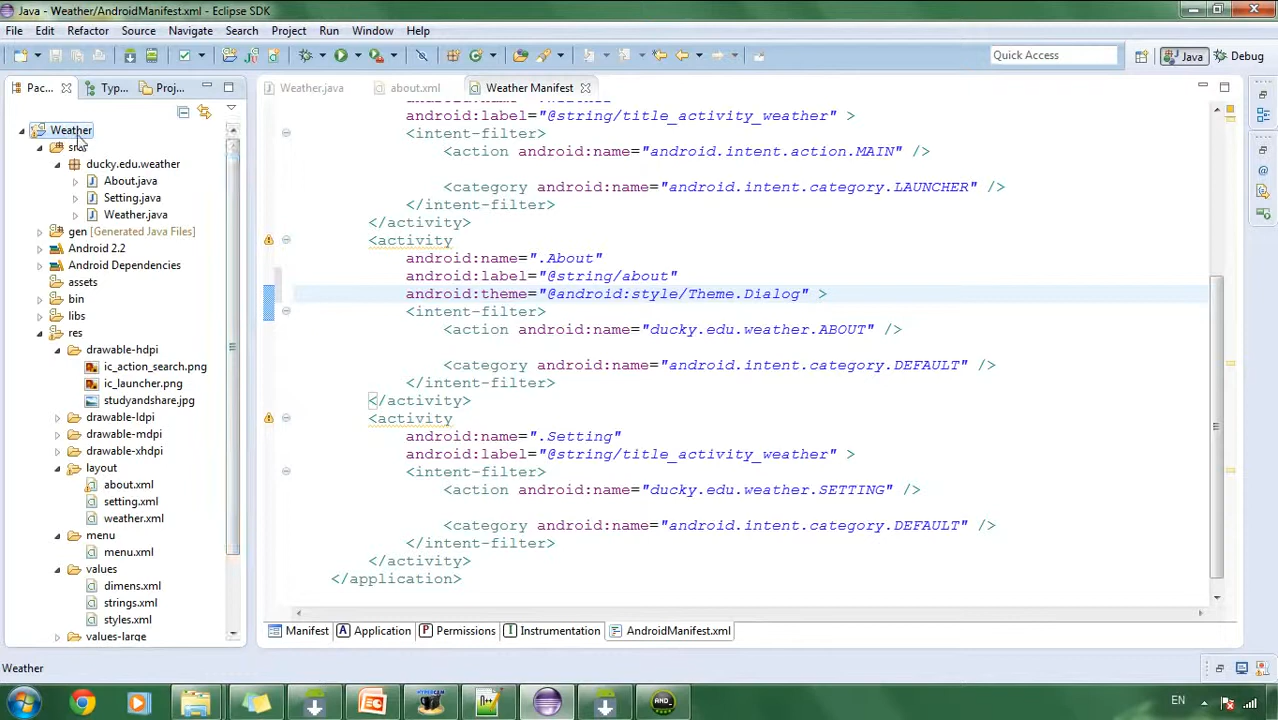 Java - Weather/AndroidManifest.xml - Eclipse SDK
File Edit Refactor Source Navigate Search Project Run Window Help
Quick Access
Java
Debug
Pac...
Typ...
Proj...
Weather.java
about.xml
Weather Manifest
Weather
src
ducky.edu.weather
About.java
Setting.java
Weather.java
gen [Generated Java Files]
Android 2.2
Android Dependencies
assets
bin
libs
res
drawable-hdpi
ic_action_search.png
ic_launcher.png
studyandshare.jpg
drawable-ldpi
drawable-mdpi
drawable-xhdpi
layout
about.xml
setting.xml
weather.xml
menu
menu.xml
values
dimens.xml
strings.xml
styles.xml
values-large
android:label="@string/title_activity_weather" >
<intent-filter>
<action android:name="android.intent.action.MAIN" />
<category android:name="android.intent.category.LAUNCHER" />
</intent-filter>
</activity>
<activity
android:name=".About"
android:label="@string/about"
android:theme="@android:style/Theme.Dialog" >
<intent-filter>
<action android:name="ducky.edu.weather.ABOUT" />
<category android:name="android.intent.category.DEFAULT" />
</intent-filter>
</activity>
<activity
android:name=".Setting"
android:label="@string/title_activity_weather" >
<intent-filter>
<action android:name="ducky.edu.weather.SETTING" />
<category android:name="android.intent.category.DEFAULT" />
</intent-filter>
</activity>
</application>
Manifest
A Application
P Permissions
I Instrumentation
AndroidManifest.xml
Weather
EN